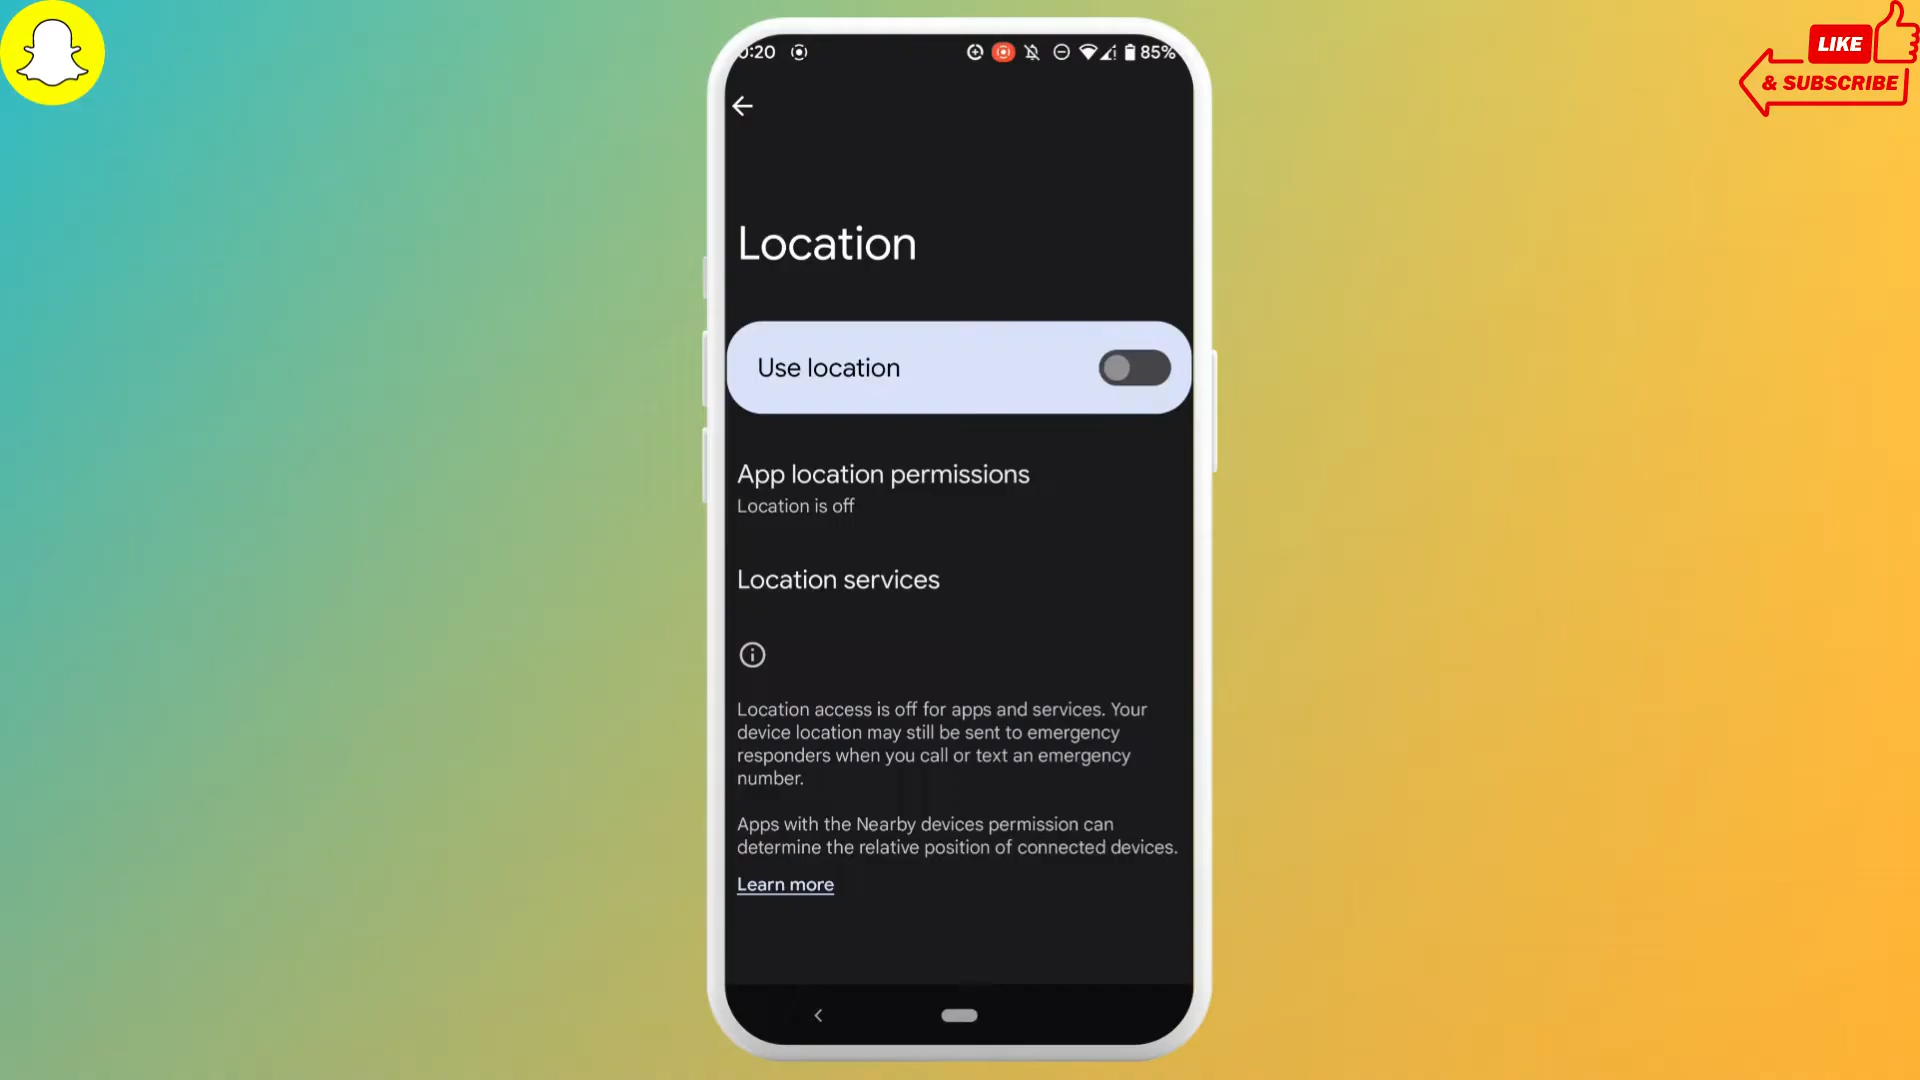 :20
85%
LIKE
& SUBSCRIBE
Location
Use location
App location permissions
Location is off
Location services
Location access is off for apps and services. Your
device location may still be sent to emergency
responders when you call or text an emergency
number.
Apps with the Nearby devices permission can
determine the relative position of connected devices.
Learn more